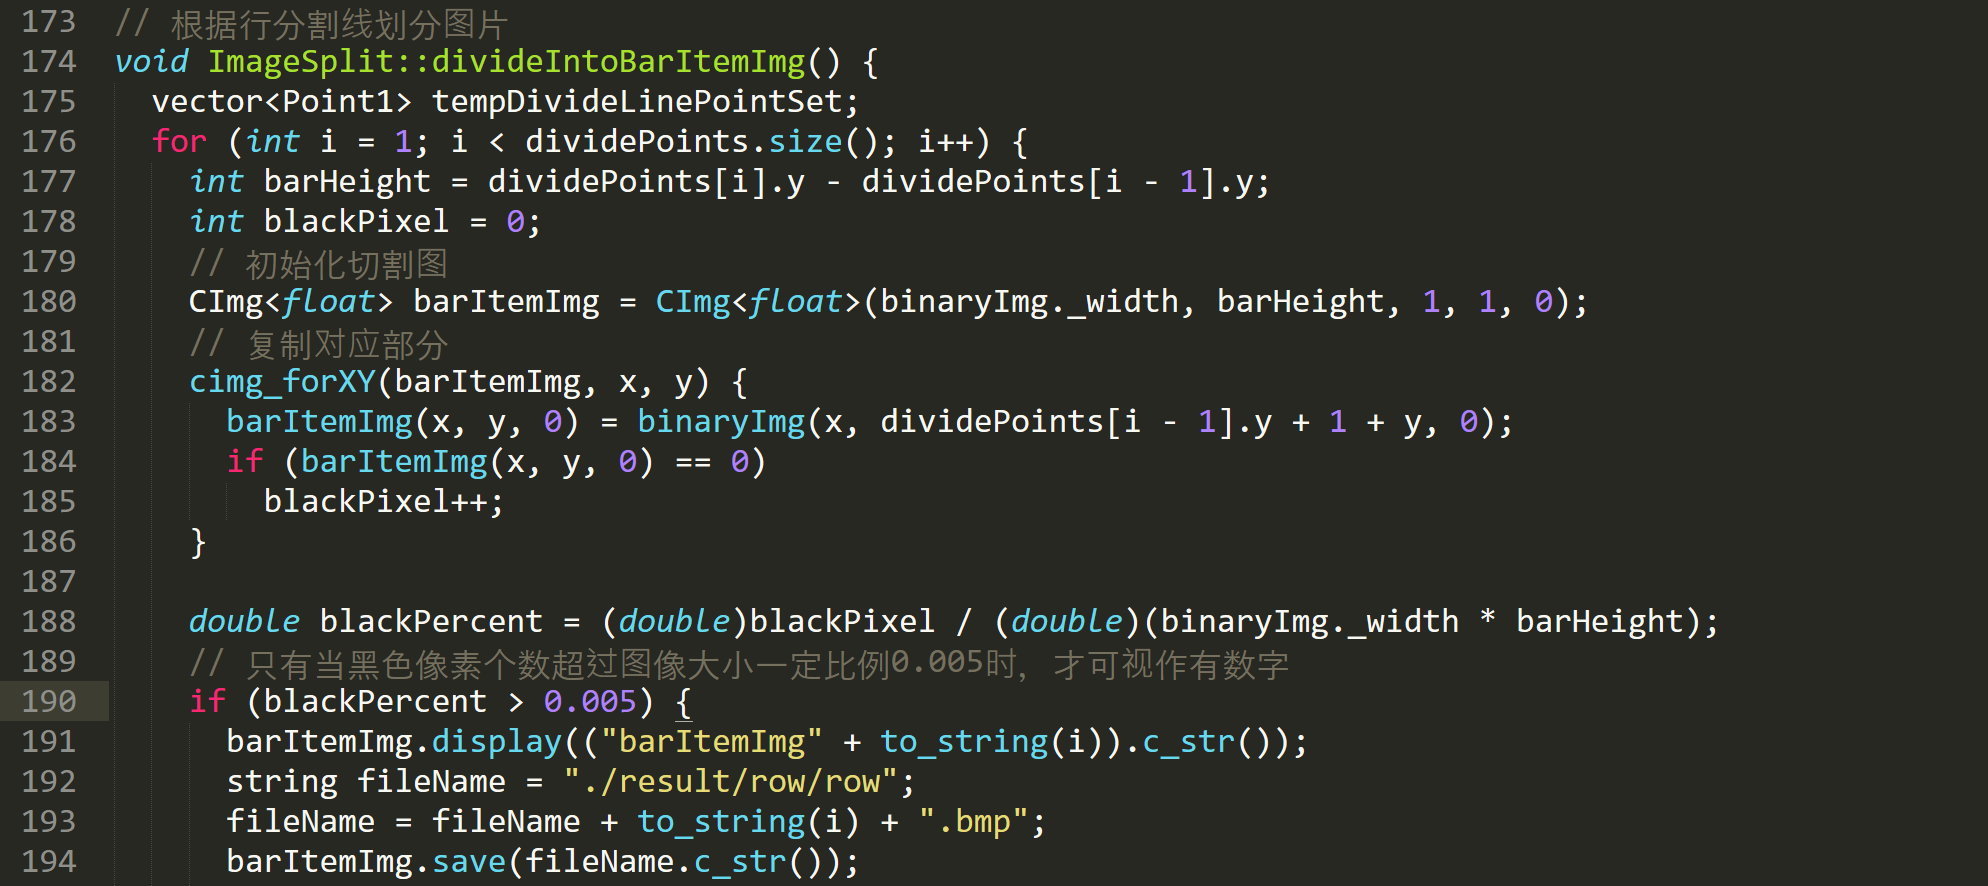 173 // 根据行分割线划分图片
174 void ImageSplit::divideIntoBarItemImg() {
175 vector<Point1> tempDivideLinePointSet;
176 for (int i = 1; i < dividePoints.size(); i++) {
177 int barHeight = dividePoints[i].y - dividePoints[i - 1].y;
178 int blackPixel = 0;
179 // 初始化切割图
180 CImg<float> barItemImg = CImg<float>(binaryImg._width, barHeight, 1, 1, 0);
181 // 复制对应部分
182 cimg_forXY(barItemImg, x, y) {
183 barItemImg(x, y, 0) = binaryImg(x, dividePoints[i - 1].y + 1 + y, 0);
184 if (barItemImg(x, y, 0) == 0)
185 blackPixel++;
186 }
187
188 double blackPercent = (double)blackPixel / (double)(binaryImg._width * barHeight);
189 // 只有当黑色像素个数超过图像大小一定比例0.005时，才可视作有数字
190 if (blackPercent > 0.005) {
191 barItemImg.display(("barItemImg" + to_string(i)).c_str());
192 string fileName = "./result/row/row";
193 fileName = fileName + to_string(i) + ".bmp";
194 barItemImg.save(fileName.c_str());